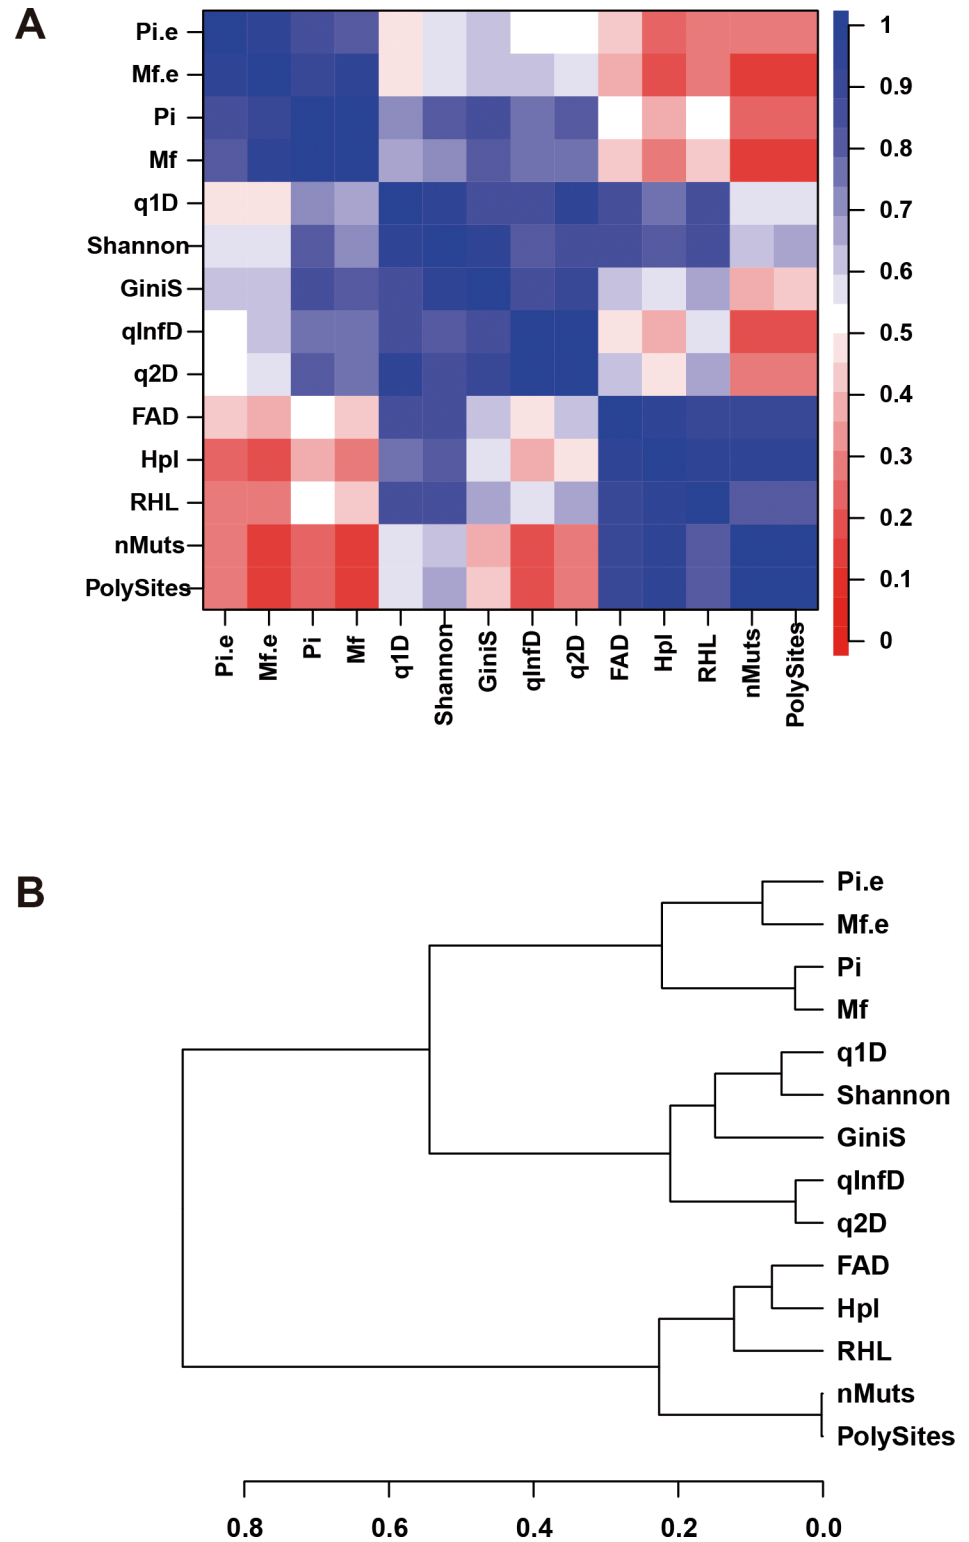 A
Pi.e
Mf.e
Pi
Mf
q1D
Shannon
GiniS
qInfD
q2D
FAD
Hpl
RHL
nMuts
PolySites
1
0.9
0.8
0.7
0.6
0.5
0.4
0.3
0.2
0.1
0
Pi.e
Mf.e
Pi
Mf
q1D
Shannon
GiniS
qInfD
q2D
FAD
Hpl
RHL
nMuts
PolySites
B
Pi.e
Mf.e
Pi
Mf
q1D
Shannon
GiniS
qInfD
q2D
FAD
Hpl
RHL
nMuts
PolySites
0.8 0.6 0.4 0.2 0.0